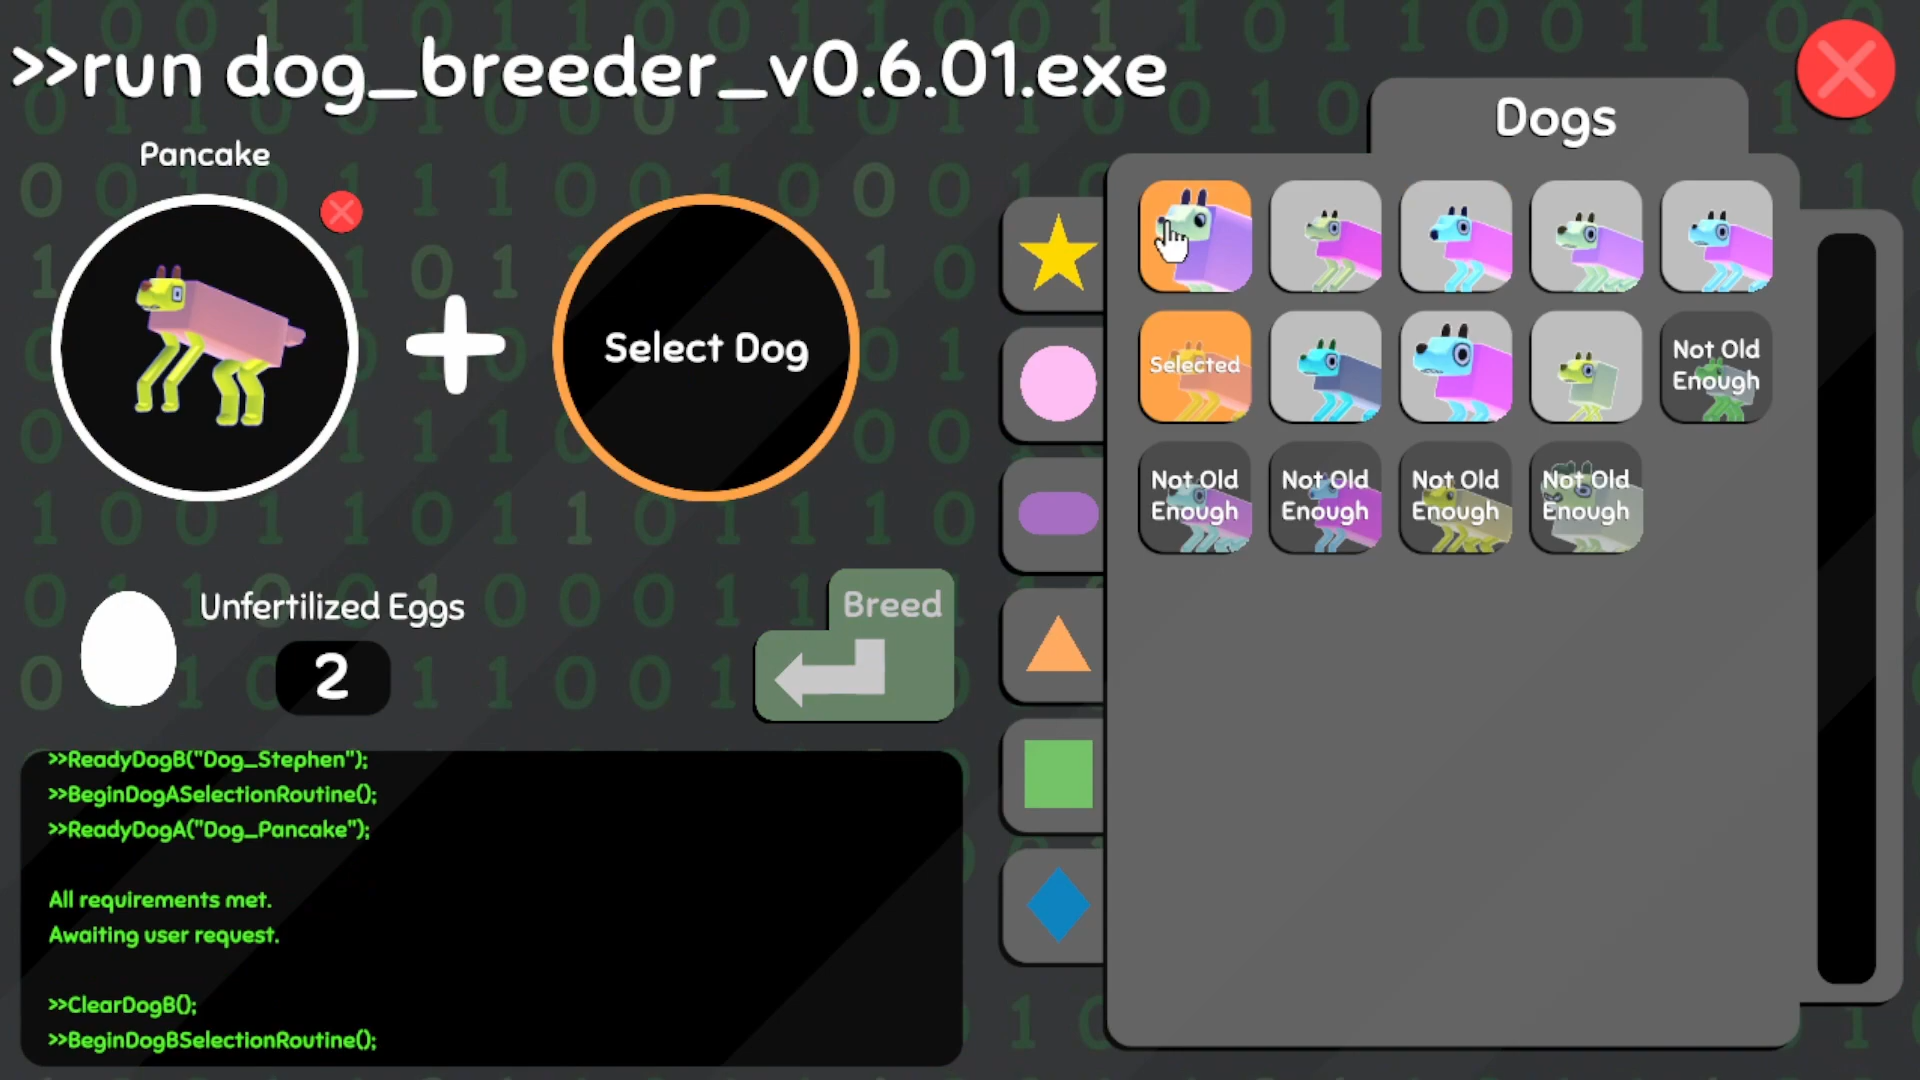 >>run dog_breeder_v0.6.01.exe
Dogs
Pancake
Select Dog
Selected
Not Old
Enough
Not Old
Enough
Not Old
Enough
Not Old
Enough
Not Old
Enough
Unfertilized Eggs
2
Breed
>>ReadyDogB("Dog_Stephen");
>>BeginDogASelectionRoutine();
>>ReadyDogA("Dog_Pancake");
All requirements met.
Awaiting user request.
>>ClearDogB();
>>BeginDogBSelectionRoutine();